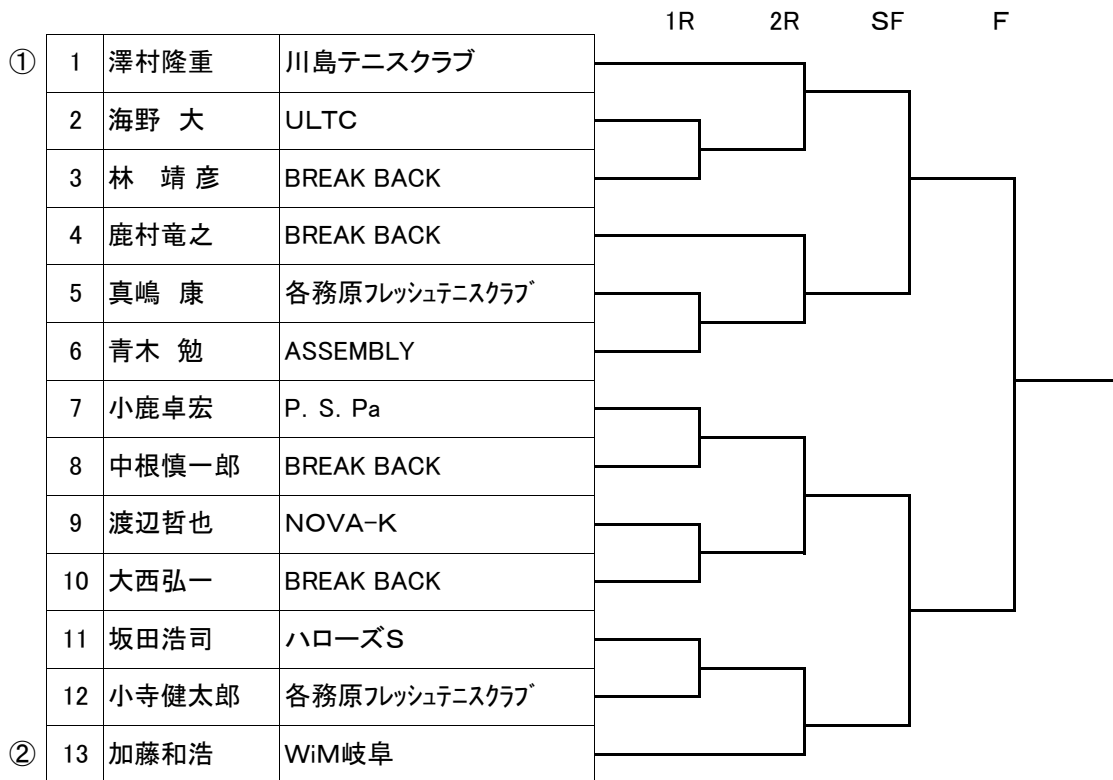 1R 2R SF F
① 1 澤村隆重 川島テニスクラブ
2 海野 大 ULTC
3 林 靖彦 BREAK BACK
4 鹿村竜之 BREAK BACK
5 真嶋 康 各務原フレッシュテニスクラブ
6 青木 勉 ASSEMBLY
7 小鹿卓宏 P. S. Pa
8 中根慎一郎 BREAK BACK
9 渡辺哲也 NOVA-K
10 大西弘一 BREAK BACK
11 坂田浩司 ハローズS
12 小寺健太郎 各務原フレッシュテニスクラブ
② 13 加藤和浩 WiM岐阜